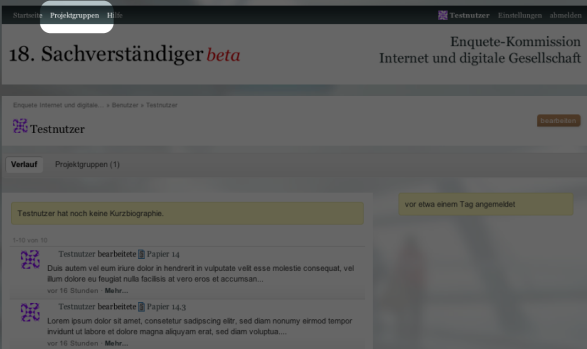 Startseite Projektgruppen Hilfe Testnutzer Einstellungen abmelden
18. Sachverständiger beta
Enquete-Kommission
Internet und digitale Gesellschaft
Enquete Internet und digitale... » Benutzer » Testnutzer
Testnutzer
bearbeiten
Verlauf Projektgruppen (1)
Testnutzer hat noch keine Kurzbiographie.
vor etwa einem Tag angemeldet
1-10 von 10
Testnutzer bearbeitete Papier 14
Duis autem vel eum iriure dolor in hendrerit in vulputate velit esse molestie consequat, vel
illum dolore eu feugiat nulla facilisis at vero eros et accumsan...
vor 16 Stunden · Mehr...
Testnutzer bearbeitete Papier 14.3
Lorem ipsum dolor sit amet, consetetur sadipscing elitr, sed diam nonumy eirmod tempor
invidunt ut labore et dolore magna aliquyam erat, sed diam voluptua....
vor 16 Stunden · Mehr...